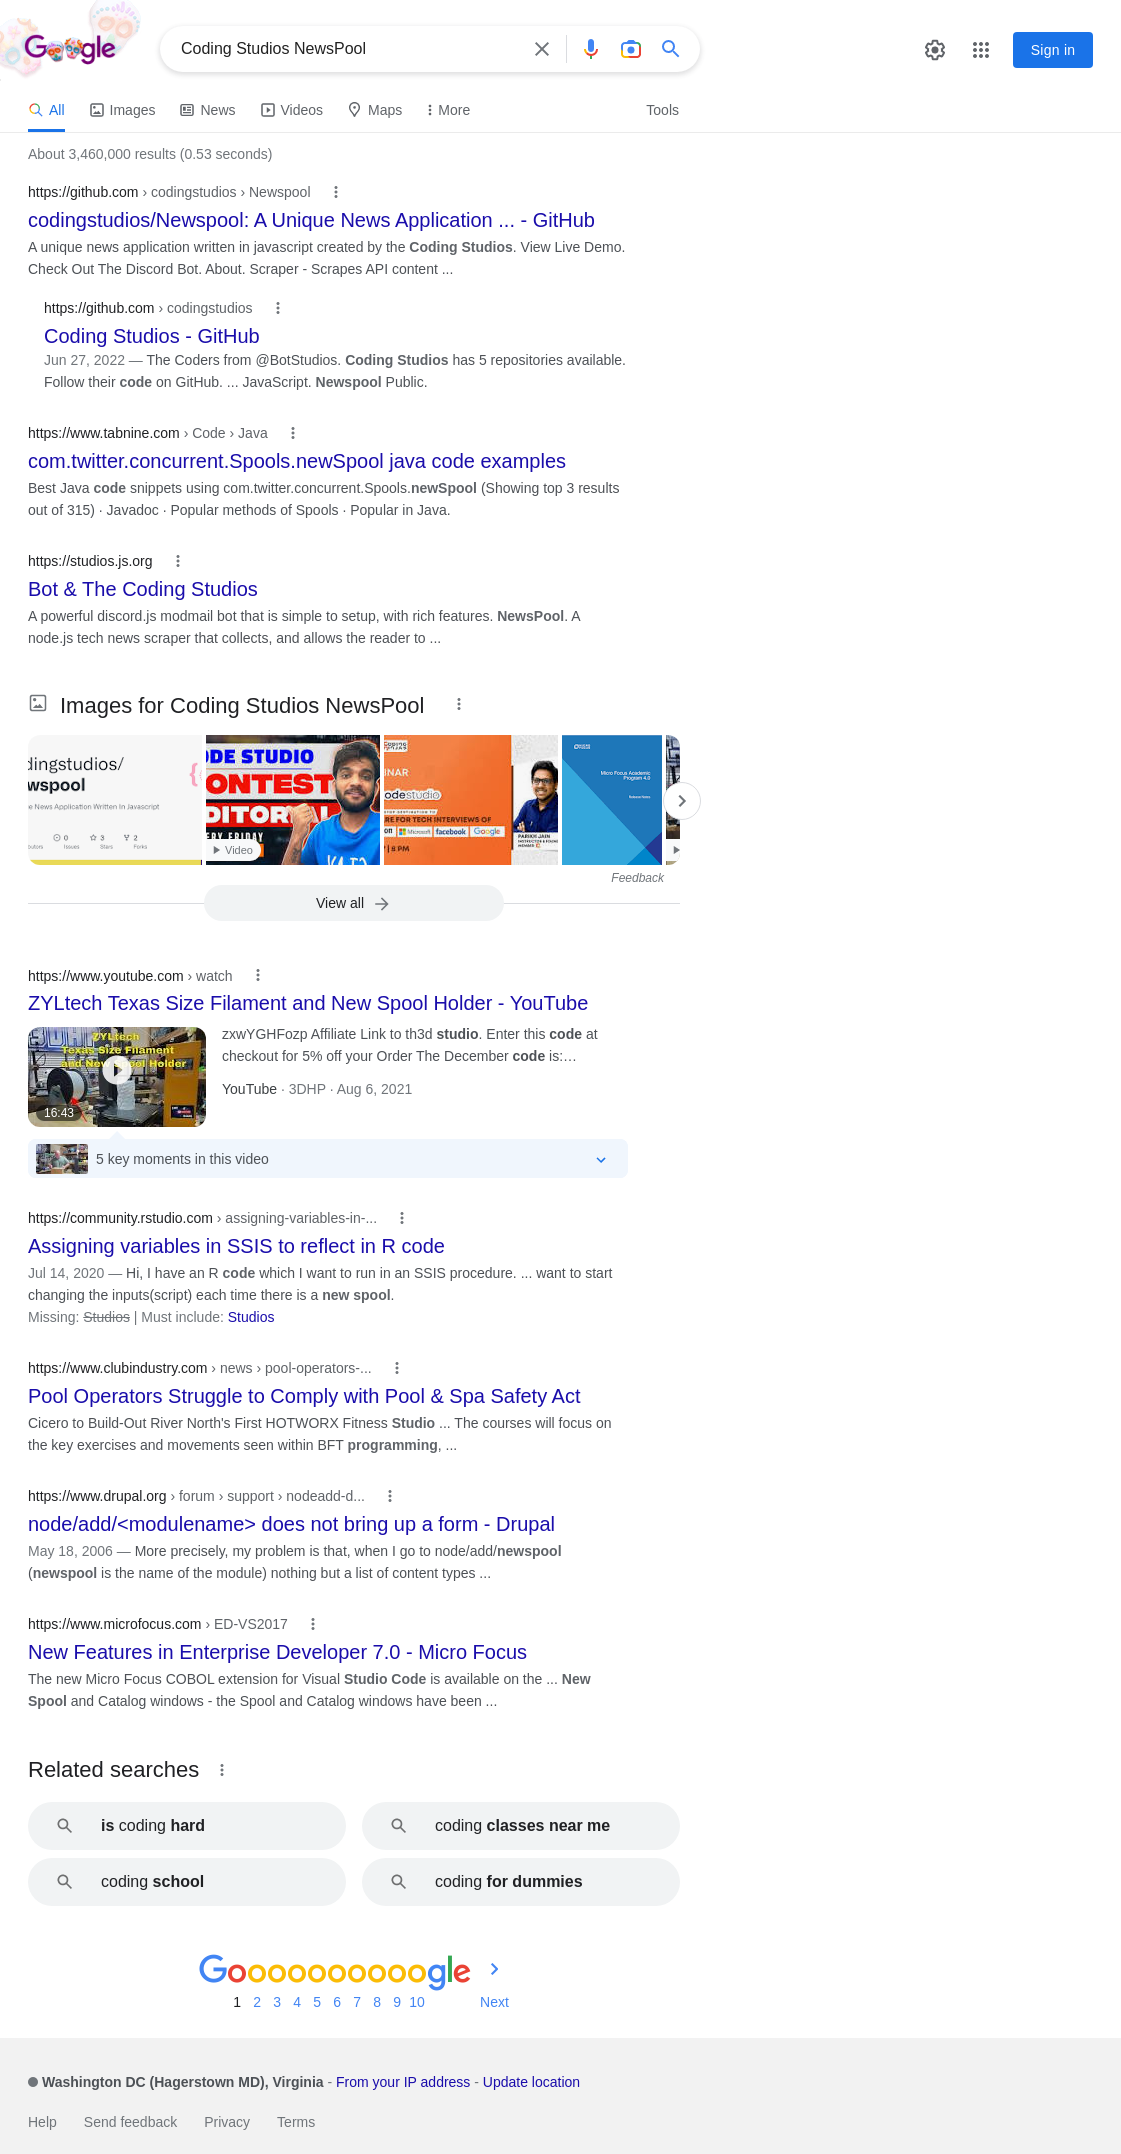 Google
Coding Studios NewsPool
Sign in
All
Images
News
Videos
Maps
More
Tools
About 3,460,000 results (0.53 seconds)
https://github.com › codingstudios › Newspool
codingstudios/Newspool: A Unique News Application ... - GitHub
A unique news application written in javascript created by the Coding Studios. View Live Demo.
Check Out The Discord Bot. About. Scraper - Scrapes API content ...
https://github.com › codingstudios
Coding Studios - GitHub
Jun 27, 2022 — The Coders from @BotStudios. Coding Studios has 5 repositories available.
Follow their code on GitHub. ... JavaScript. Newspool Public.
https://www.tabnine.com › Code › Java
com.twitter.concurrent.Spools.newSpool java code examples
Best Java code snippets using com.twitter.concurrent.Spools.newSpool (Showing top 3 results
out of 315) · Javadoc · Popular methods of Spools · Popular in Java.
https://studios.js.org
Bot & The Coding Studios
A powerful discord.js modmail bot that is simple to setup, with rich features. NewsPool. A
node.js tech news scraper that collects, and allows the reader to ...
Images for Coding Studios NewsPool
dingstudios/
wspool
e News Application Written In Javascript
0
3
2
Issues
Stars
Forks
ODE STUDIO
ONTEST
DITORIAL
ERY FRIDAY
Video
CODING
INAR
odestudio
RE FOR TECH INTERVIEWS OF
on Microsoft facebook Google
| 8 PM
PARIKH JAIN
Micro Focus Academic
Program 4.0
Release Notes
Feedback
View all
https://www.youtube.com › watch
ZYLtech Texas Size Filament and New Spool Holder - YouTube
ZYLtech
Texas Size Filament
and New Spool Holder
16:43
zxwYGHFozp Affiliate Link to th3d studio. Enter this code at
checkout for 5% off your Order The December code is:...
YouTube · 3DHP · Aug 6, 2021
5 key moments in this video
https://community.rstudio.com › assigning-variables-in-...
Assigning variables in SSIS to reflect in R code
Jul 14, 2020 — Hi, I have an R code which I want to run in an SSIS procedure. ... want to start
changing the inputs(script) each time there is a new spool.
Missing: Studios | Must include: Studios
https://www.clubindustry.com › news › pool-operators-...
Pool Operators Struggle to Comply with Pool & Spa Safety Act
Cicero to Build-Out River North's First HOTWORX Fitness Studio ... The courses will focus on
the key exercises and movements seen within BFT programming, ...
https://www.drupal.org › forum › support › nodeadd-d...
node/add/<modulename> does not bring up a form - Drupal
May 18, 2006 — More precisely, my problem is that, when I go to node/add/newspool
(newspool is the name of the module) nothing but a list of content types ...
https://www.microfocus.com › ED-VS2017
New Features in Enterprise Developer 7.0 - Micro Focus
The new Micro Focus COBOL extension for Visual Studio Code is available on the ... New
Spool and Catalog windows - the Spool and Catalog windows have been ...
Related searches
is coding hard
coding classes near me
coding school
coding for dummies
Goooooooooogle
1 2 3 4 5 6 7 8 9 10 Next
Washington DC (Hagerstown MD), Virginia - From your IP address - Update location
Help Send feedback Privacy Terms